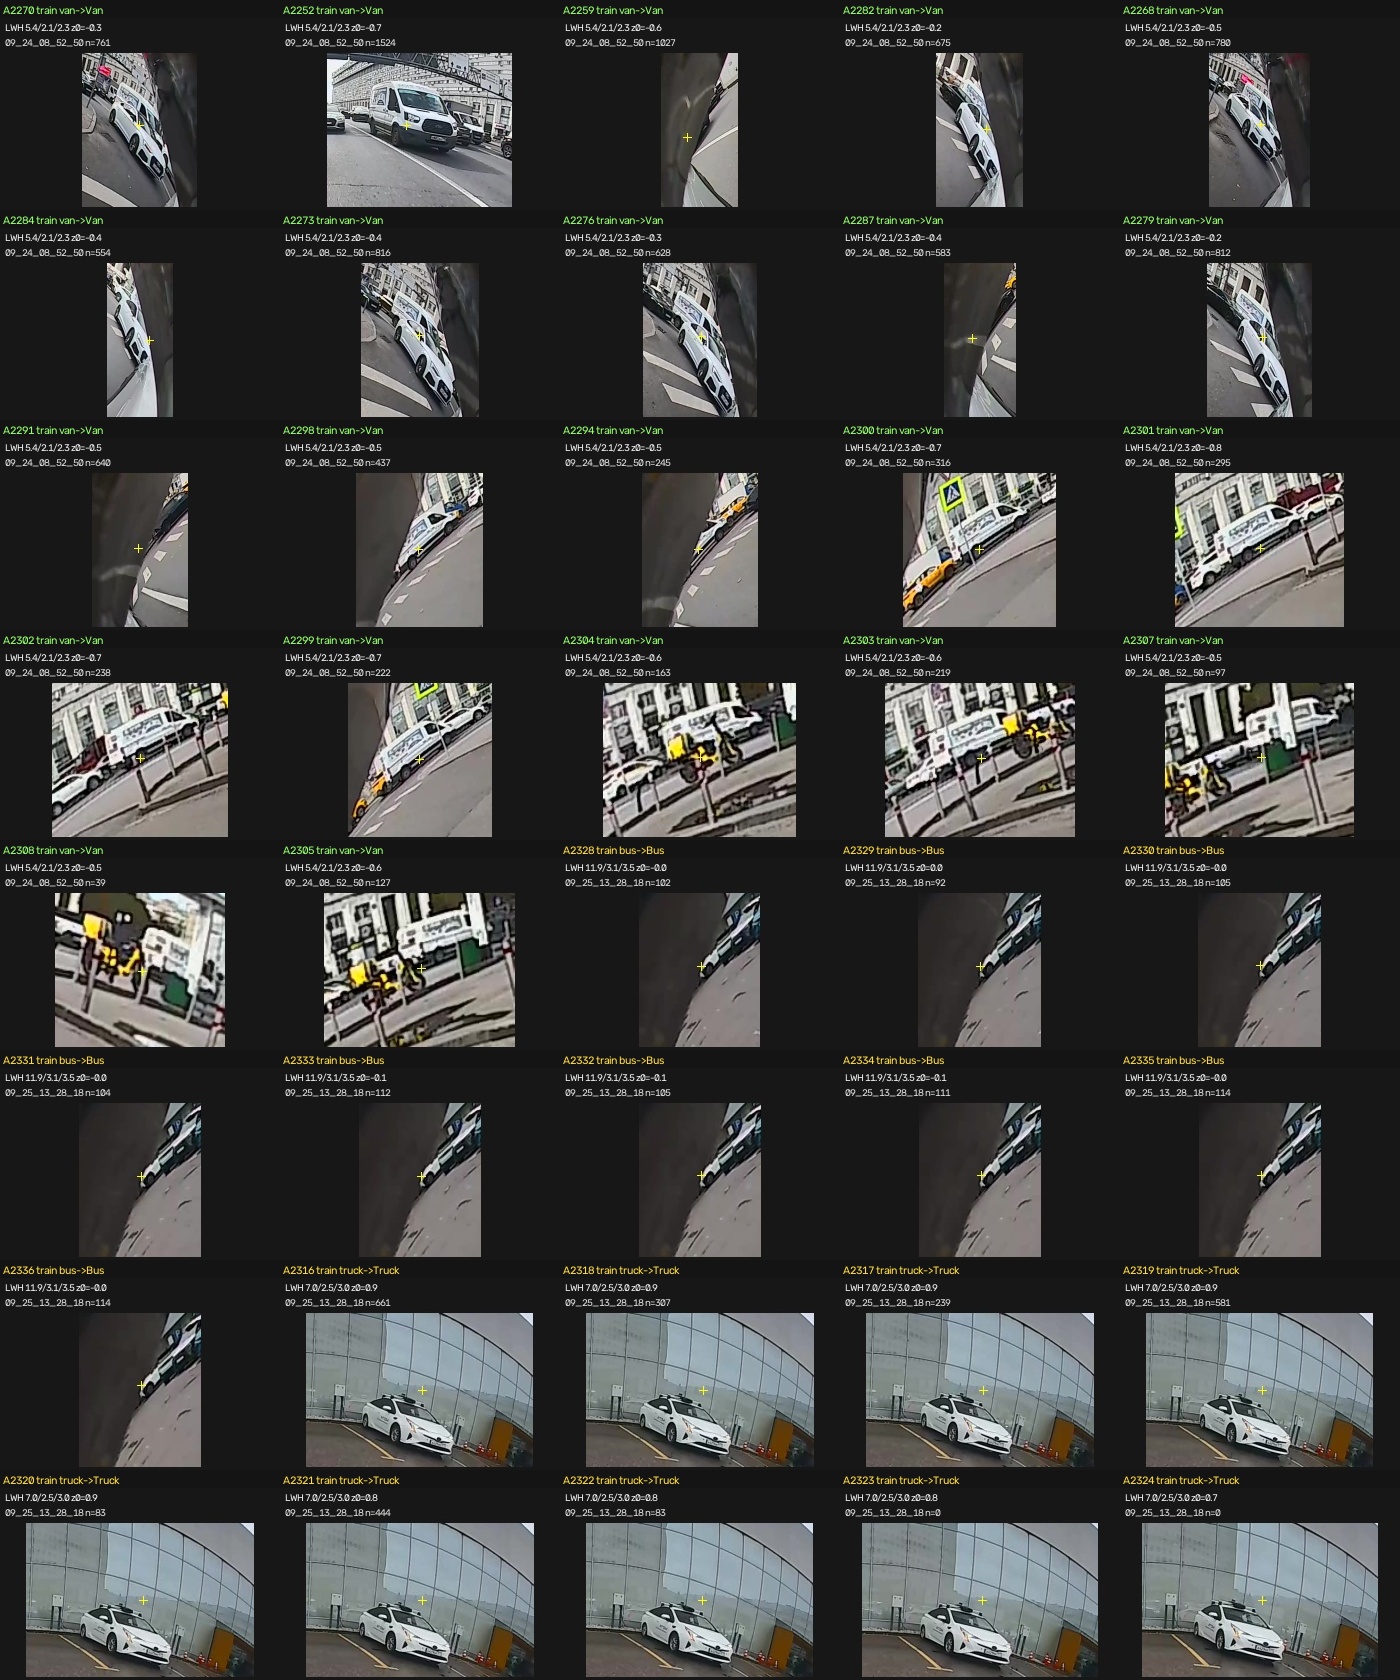 A2270 train van->Van
LWH 5.4/2.1/2.3 z0=-0.3
09_24_08_52_50 n=761
A2252 train van->Van
LWH 5.4/2.1/2.3 z0=-0.7
09_24_08_52_50 n=1524
A2259 train van->Van
LWH 5.4/2.1/2.3 z0=-0.6
09_24_08_52_50 n=1027
A2282 train van->Van
LWH 5.4/2.1/2.3 z0=-0.2
09_24_08_52_50 n=675
A2268 train van->Van
LWH 5.4/2.1/2.3 z0=-0.5
09_24_08_52_50 n=780
A2284 train van->Van
LWH 5.4/2.1/2.3 z0=-0.4
09_24_08_52_50 n=554
A2273 train van->Van
LWH 5.4/2.1/2.3 z0=-0.4
09_24_08_52_50 n=816
A2276 train van->Van
LWH 5.4/2.1/2.3 z0=-0.3
09_24_08_52_50 n=628
A2287 train van->Van
LWH 5.4/2.1/2.3 z0=-0.4
09_24_08_52_50 n=583
A2279 train van->Van
LWH 5.4/2.1/2.3 z0=-0.2
09_24_08_52_50 n=812
A2291 train van->Van
LWH 5.4/2.1/2.3 z0=-0.5
09_24_08_52_50 n=640
A2298 train van->Van
LWH 5.4/2.1/2.3 z0=-0.5
09_24_08_52_50 n=437
A2294 train van->Van
LWH 5.4/2.1/2.3 z0=-0.5
09_24_08_52_50 n=245
A2300 train van->Van
LWH 5.4/2.1/2.3 z0=-0.7
09_24_08_52_50 n=316
A2301 train van->Van
LWH 5.4/2.1/2.3 z0=-0.8
09_24_08_52_50 n=295
A2302 train van->Van
LWH 5.4/2.1/2.3 z0=-0.7
09_24_08_52_50 n=238
A2299 train van->Van
LWH 5.4/2.1/2.3 z0=-0.7
09_24_08_52_50 n=222
A2304 train van->Van
LWH 5.4/2.1/2.3 z0=-0.6
09_24_08_52_50 n=163
A2303 train van->Van
LWH 5.4/2.1/2.3 z0=-0.6
09_24_08_52_50 n=219
A2307 train van->Van
LWH 5.4/2.1/2.3 z0=-0.5
09_24_08_52_50 n=97
A2308 train van->Van
LWH 5.4/2.1/2.3 z0=-0.5
09_24_08_52_50 n=39
A2305 train van->Van
LWH 5.4/2.1/2.3 z0=-0.6
09_24_08_52_50 n=127
A2328 train bus->Bus
LWH 11.9/3.1/3.5 z0=-0.0
09_25_13_28_18 n=102
A2329 train bus->Bus
LWH 11.9/3.1/3.5 z0=0.0
09_25_13_28_18 n=92
A2330 train bus->Bus
LWH 11.9/3.1/3.5 z0=-0.0
09_25_13_28_18 n=105
A2331 train bus->Bus
LWH 11.9/3.1/3.5 z0=-0.0
09_25_13_28_18 n=104
A2333 train bus->Bus
LWH 11.9/3.1/3.5 z0=-0.1
09_25_13_28_18 n=112
A2332 train bus->Bus
LWH 11.9/3.1/3.5 z0=-0.1
09_25_13_28_18 n=105
A2334 train bus->Bus
LWH 11.9/3.1/3.5 z0=-0.1
09_25_13_28_18 n=111
A2335 train bus->Bus
LWH 11.9/3.1/3.5 z0=-0.0
09_25_13_28_18 n=114
A2336 train bus->Bus
LWH 11.9/3.1/3.5 z0=-0.0
09_25_13_28_18 n=114
A2316 train truck->Truck
LWH 7.0/2.5/3.0 z0=0.9
09_25_13_28_18 n=661
A2318 train truck->Truck
LWH 7.0/2.5/3.0 z0=0.9
09_25_13_28_18 n=307
A2317 train truck->Truck
LWH 7.0/2.5/3.0 z0=0.9
09_25_13_28_18 n=239
A2319 train truck->Truck
LWH 7.0/2.5/3.0 z0=0.9
09_25_13_28_18 n=581
A2320 train truck->Truck
LWH 7.0/2.5/3.0 z0=0.9
09_25_13_28_18 n=83
A2321 train truck->Truck
LWH 7.0/2.5/3.0 z0=0.8
09_25_13_28_18 n=444
A2322 train truck->Truck
LWH 7.0/2.5/3.0 z0=0.8
09_25_13_28_18 n=83
A2323 train truck->Truck
LWH 7.0/2.5/3.0 z0=0.8
09_25_13_28_18 n=0
A2324 train truck->Truck
LWH 7.0/2.5/3.0 z0=0.7
09_25_13_28_18 n=0